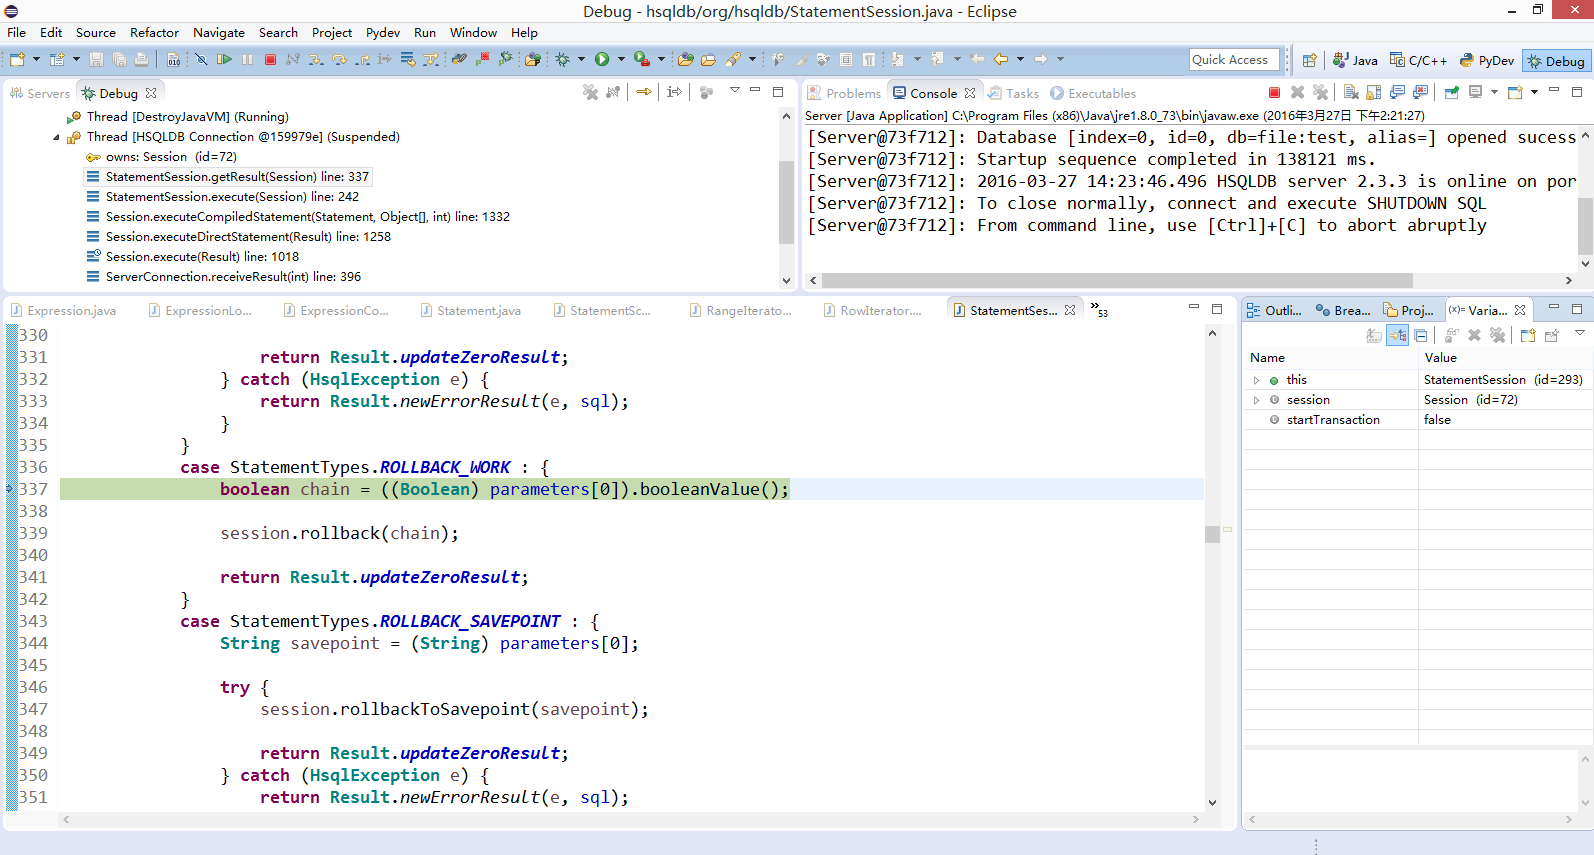 Debug - hsqldb/org/hsqldb/StatementSession.java - Eclipse
File Edit Source Refactor Navigate Search Project Pydev Run Window Help
Quick Access Java C/C++ PyDev Debug
Servers Debug
Thread [DestroyJavaVM] (Running)
Thread [HSQLDB Connection @159979e] (Suspended)
owns: Session (id=72)
StatementSession.getResult(Session) line: 337
StatementSession.execute(Session) line: 242
Session.executeCompiledStatement(Statement, Object[], int) line: 1332
Session.executeDirectStatement(Result) line: 1258
Session.execute(Result) line: 1018
ServerConnection.receiveResult(int) line: 396
Problems Console Tasks Executables
Server [Java Application] C:\Program Files (x86)\Java\jre1.8.0_73\bin\javaw.exe (2016年3月27日 下午2:21:27)
[Server@73f712]: Database [index=0, id=0, db=file:test, alias=] opened sucess
[Server@73f712]: Startup sequence completed in 138121 ms.
[Server@73f712]: 2016-03-27 14:23:46.496 HSQLDB server 2.3.3 is online on por
[Server@73f712]: To close normally, connect and execute SHUTDOWN SQL
[Server@73f712]: From command line, use [Ctrl]+[C] to abort abruptly
Expression.java ExpressionLo... ExpressionCo... Statement.java StatementSc... RangeIterato... RowIterator.... StatementSes... »53
330
331 return Result.updateZeroResult;
332 } catch (HsqlException e) {
333 return Result.newErrorResult(e, sql);
334 }
335 }
336 case StatementTypes.ROLLBACK_WORK : {
337 boolean chain = ((Boolean) parameters[0]).booleanValue();
338
339 session.rollback(chain);
340
341 return Result.updateZeroResult;
342 }
343 case StatementTypes.ROLLBACK_SAVEPOINT : {
344 String savepoint = (String) parameters[0];
345
346 try {
347 session.rollbackToSavepoint(savepoint);
348
349 return Result.updateZeroResult;
350 } catch (HsqlException e) {
351 return Result.newErrorResult(e, sql);
Outli... Brea... Proj... (x)= Varia...
Name Value
this StatementSession (id=293)
session Session (id=72)
startTransaction false